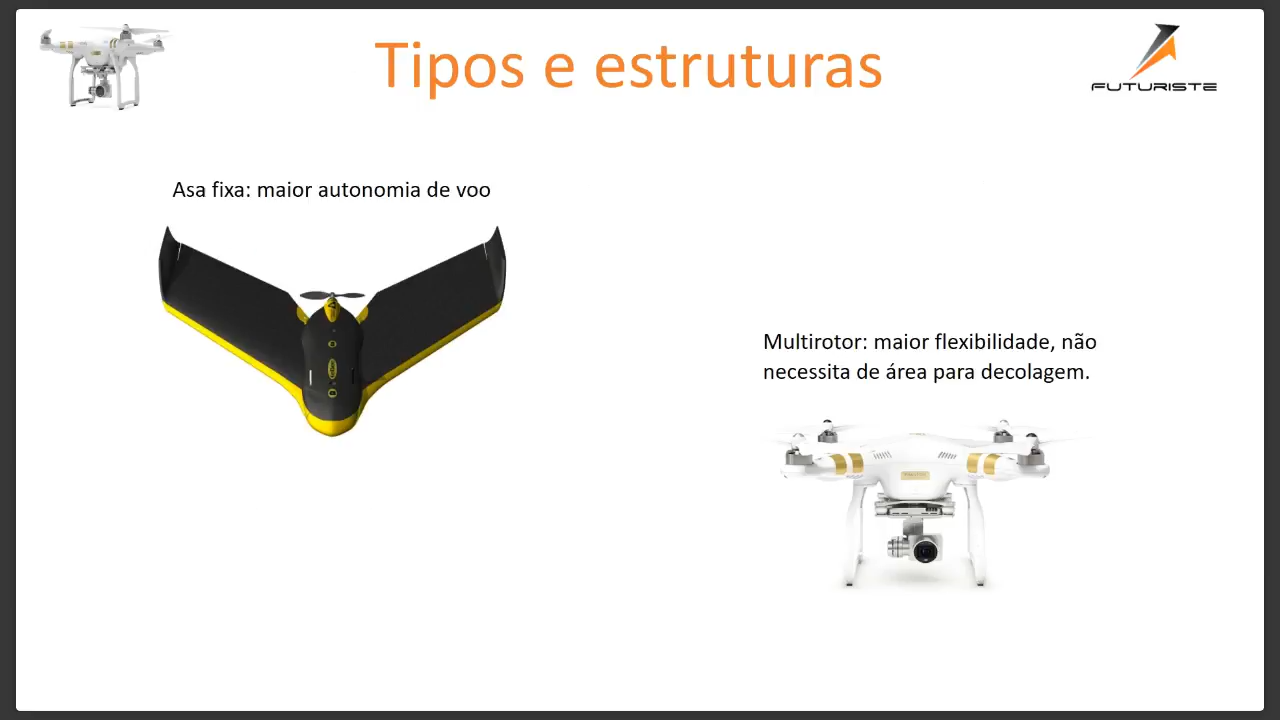 Tipos e estruturas
FUTURISTE
Asa fixa: maior autonomia de voo
Multirotor: maior flexibilidade, não
necessita de área para decolagem.